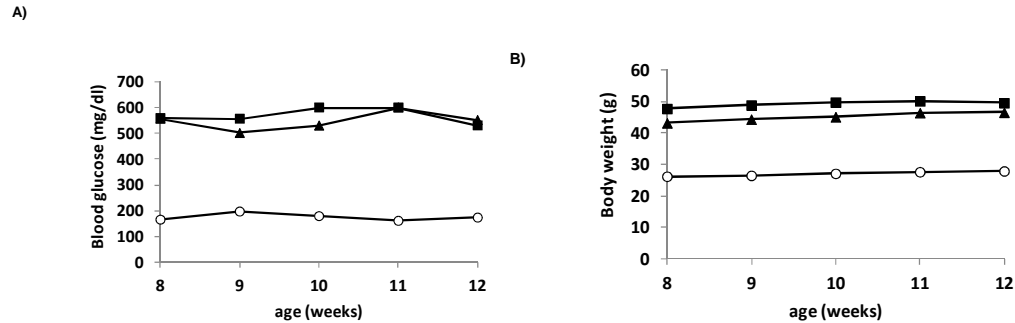 A)
Blood glucose (mg/dl)
700
600
500
400
300
200
100
0
8 9 10 11 12
age (weeks)
B)
Body weight (g)
60
50
40
30
20
10
0
8 9 10 11 12
age (weeks)